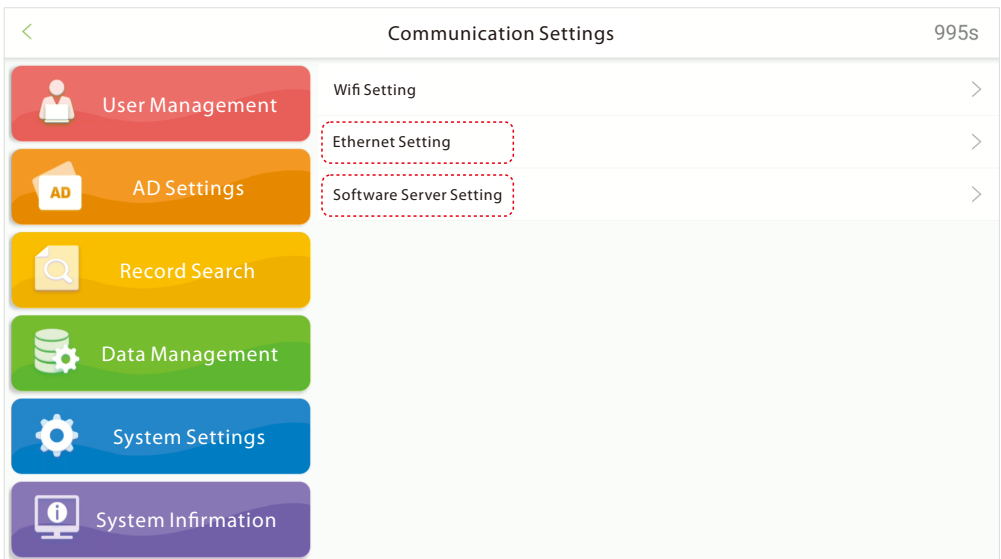 Communication Settings
995s
User Management
AD
AD Settings
Record Search
Data Management
System Settings
System Infirmation
Wifi Setting
Ethernet Setting
Software Server Setting